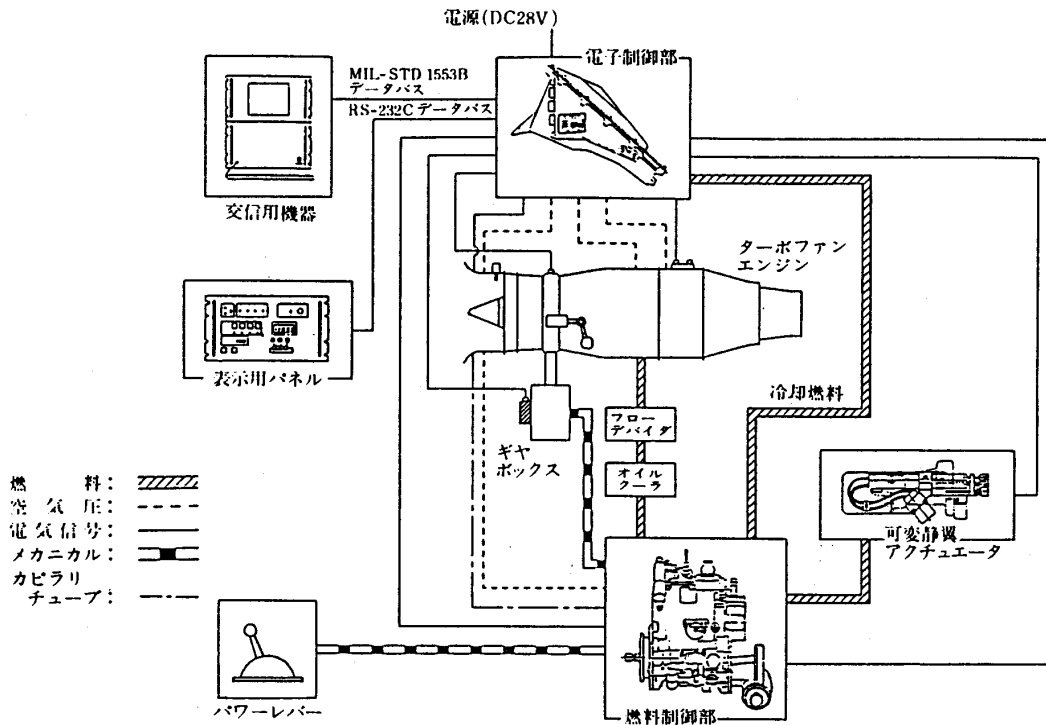 電源(DC28V)
電子制御部
MIL-STD 1553B
データバス
RS-232Cデータバス
交信用機器
ターボファン
エンジン
表示用パネル
冷却燃料
フロー
デバイダ
ギヤ
ボックス
オイル
クーラ
燃料:
空気圧:
電気信号:
メカニカル:
カピラリ
チューブ:
可変静翼
アクチュエータ
パワーレバー
燃料制御部